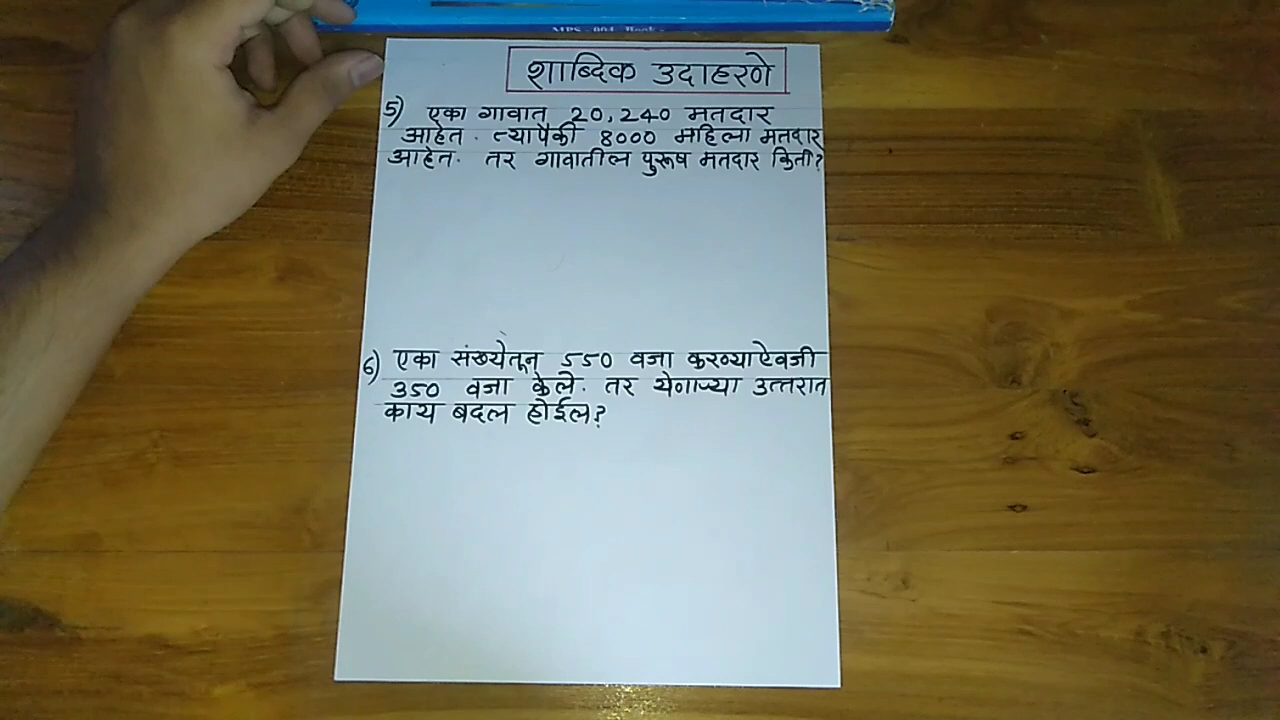 शाब्दिक उदाहरणे
5) एका गावात 20,240 मतदार
आहेत. त्यापैकी 8000 महिला मतदार
आहेत. तर गावातील पुरूष मतदार किती?
6) एका संख्येतून 550 वजा करण्याऐवजी
350 वजा केले. तर येणाऱ्या उत्तरात
काय बदल होईल?